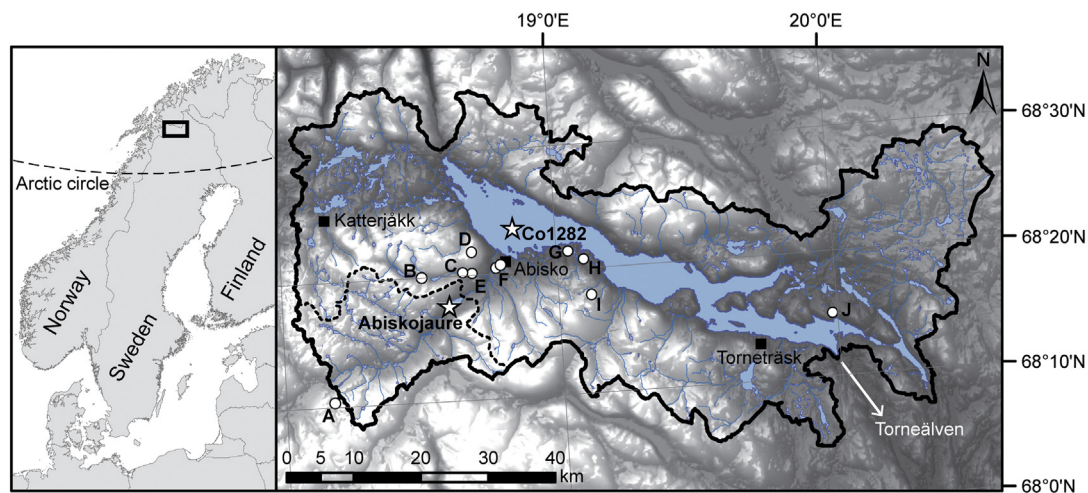 19°0'E
20°0'E
N
68°30'N
Arctic circle
Katterjåkk
Co1282
D
G
68°20'N
B
C
F
Abisko
H
E
I
Abiskojaure
J
Norway
Sweden
Finland
Torneträsk
68°10'N
A
Torneälven
0
10
20
30
40
km
68°0'N